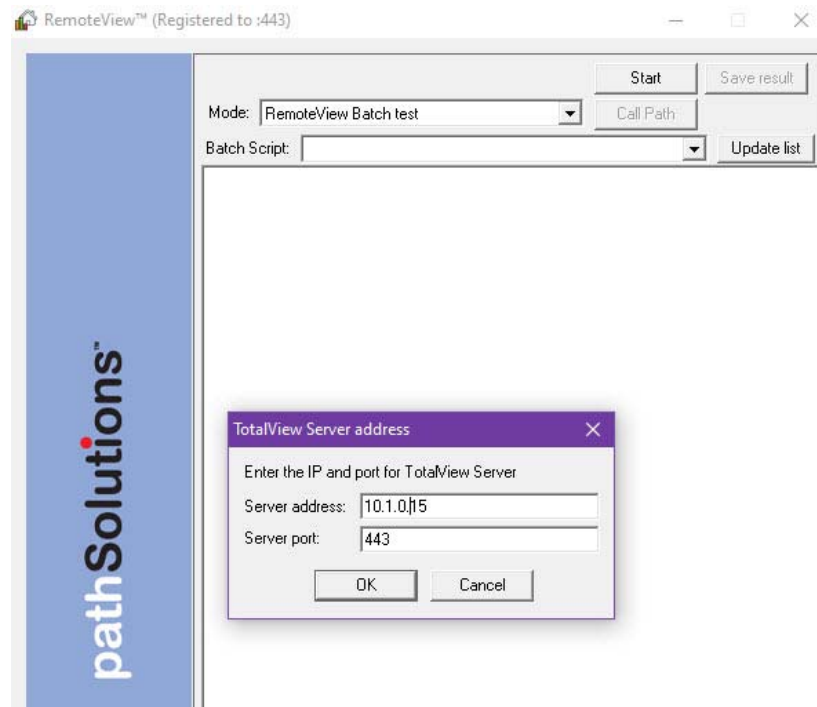 RemoteView™ (Registered to :443)
Start Save result
Mode: RemoteView Batch test Call Path
Batch Script: Update list
pathSolutions™
TotalView Server address
Enter the IP and port for TotalView Server
Server address: 10.1.0.15
Server port: 443
OK Cancel